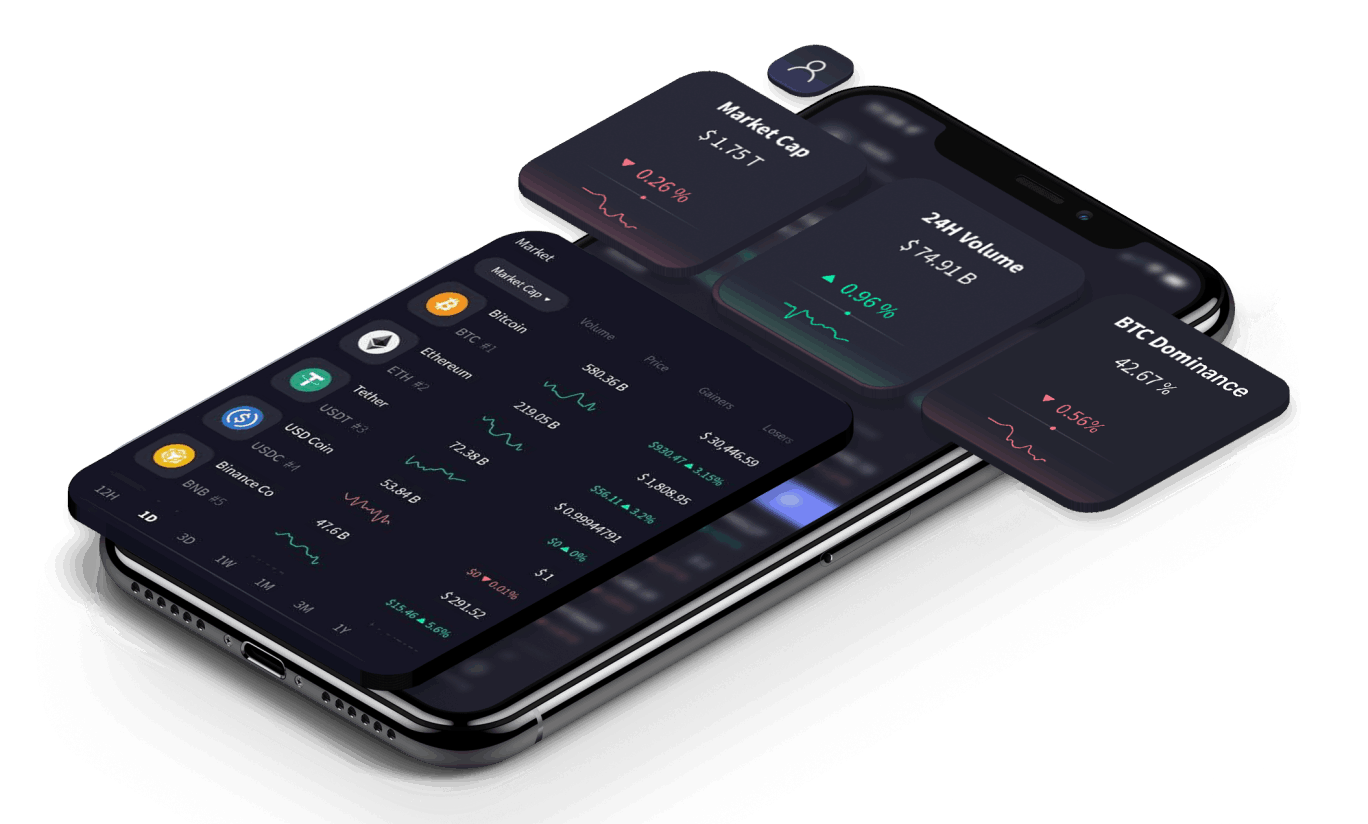 Market Cap
$ 1.75 T
▼ 0.26 %
24H Volume
$ 74.91 B
▲ 0.96 %
BTC Dominance
42.67 %
▼ 0.56%
Market
Market Cap ▾
Volume
Price
Gainers
Losers
Bitcoin
BTC #1
580.36 B
$ 30,446.59
$930.47 ▲ 3.15%
Ethereum
ETH #2
219.05 B
$ 1,808.95
$56.11 ▲ 3.2%
Tether
USDT #3
72.38 B
$ 0.99944791
$0 ▲ 0%
USD Coin
USDC #4
53.84 B
$ 1
$0 ▼ 0.01%
Binance Co
BNB #5
47.6 B
$ 291.52
$15.46 ▲ 5.6%
12H
1D
3D
1W
1M
3M
1Y